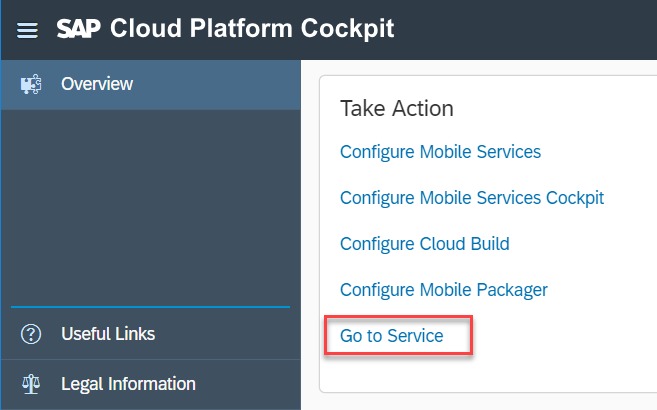 SAP Cloud Platform Cockpit
Overview
Take Action
Configure Mobile Services
Configure Mobile Services Cockpit
Configure Cloud Build
Configure Mobile Packager
Go to Service
Useful Links
Legal Information